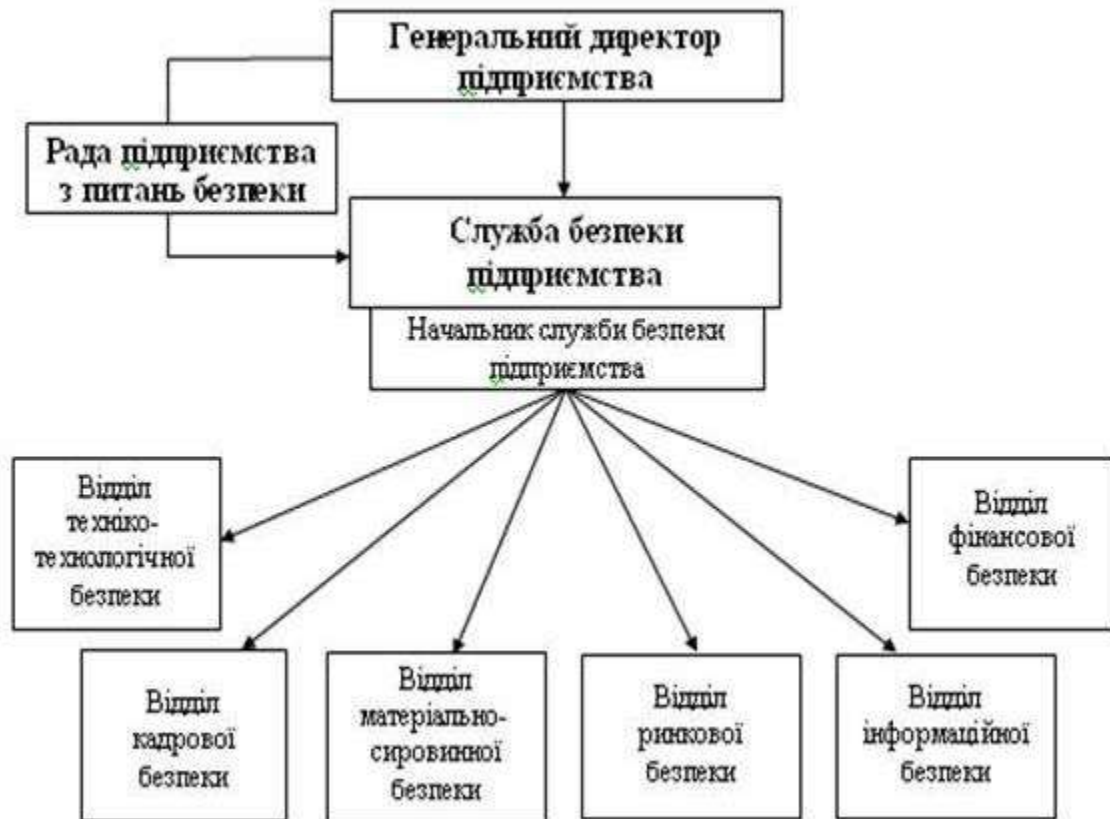 Генеральний директор
підприємства
Рада підприємства
з питань безпеки
Служба безпеки
підприємства
Начальник служби безпеки
підприємства
Відділ
техніко-
технологічної
безпеки
Відділ
фінансової
безпеки
Відділ
кадрової
безпеки
Відділ
матеріально-
сировинної
безпеки
Відділ
ринкової
безпеки
Відділ
інформаційної
безпеки